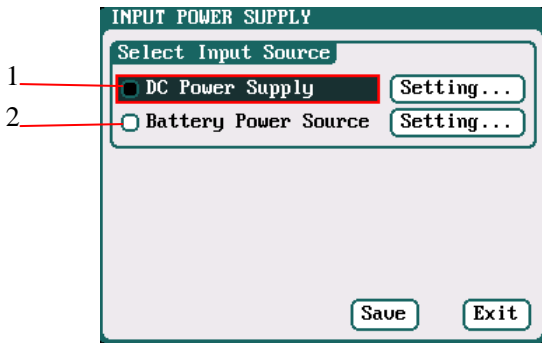 INPUT POWER SUPPLY
Select Input Source
1 DC Power Supply Setting...
2 Battery Power Source Setting...
Save Exit